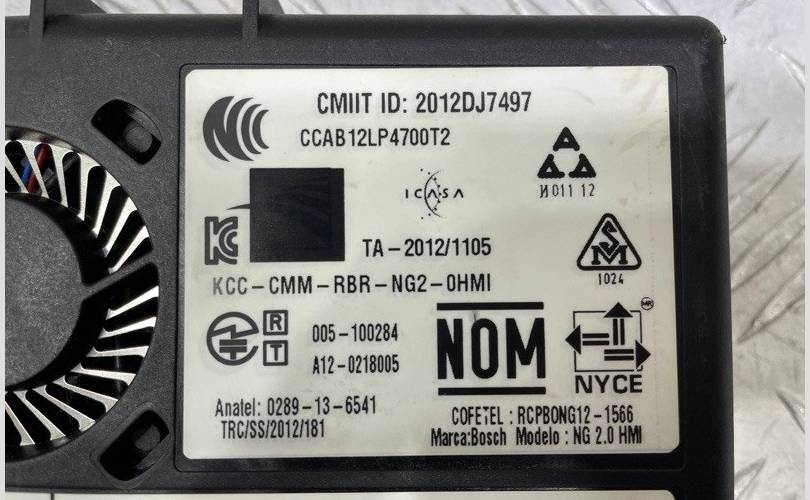 CMIIT ID: 2012DJ7497
CCAB12LP4700T2
ICASA
И011 12
TA-2012/1105
SM
1024
KCC-CMM-RBR-NG2-0HMI
R
T
005-100284
A12-0218005
NOM
NYCE
Anatel: 0289-13-6541
TRC/SS/2012/181
COFETEL : RCPBONG12-1566
Marca:Bosch Modelo : NG 2.0 HMI